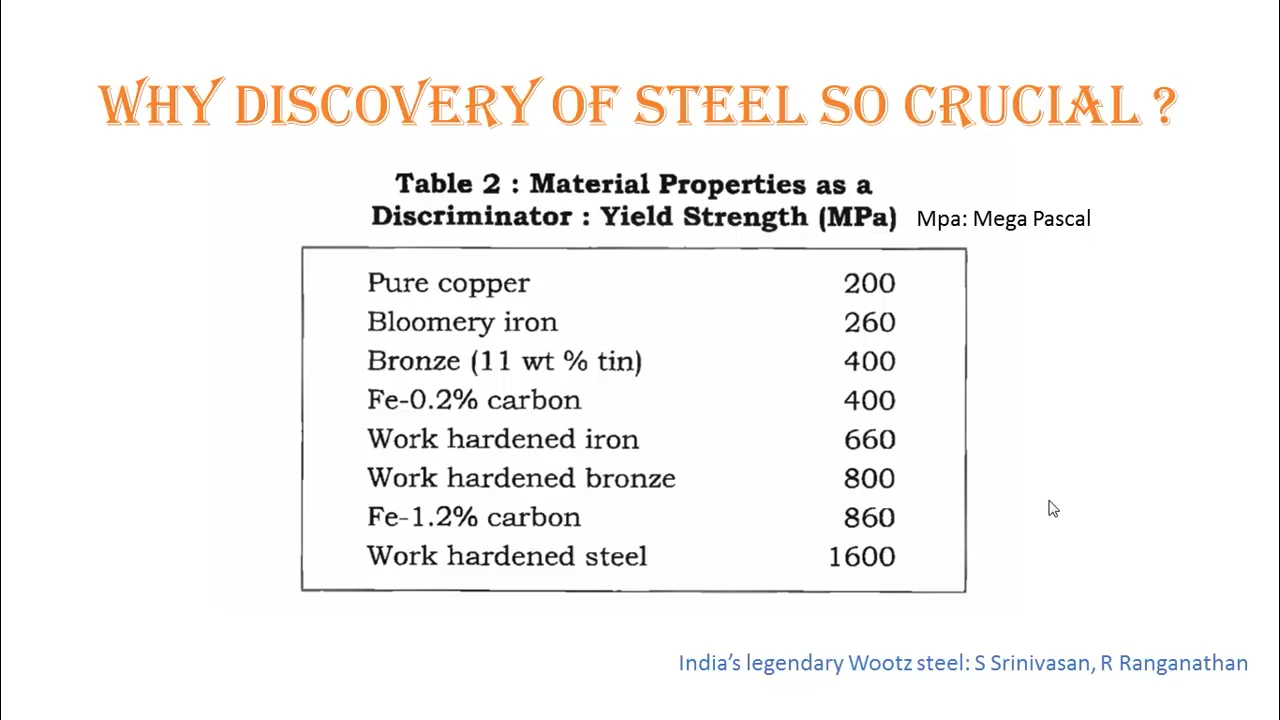 WHY DISCOVERY OF STEEL SO CRUCIAL ?
Table 2 : Material Properties as a
Discriminator : Yield Strength (MPa) Mpa: Mega Pascal
Pure copper 200
Bloomery iron 260
Bronze (11 wt % tin) 400
Fe-0.2% carbon 400
Work hardened iron 660
Work hardened bronze 800
Fe-1.2% carbon 860
Work hardened steel 1600
India’s legendary Wootz steel: S Srinivasan, R Ranganathan